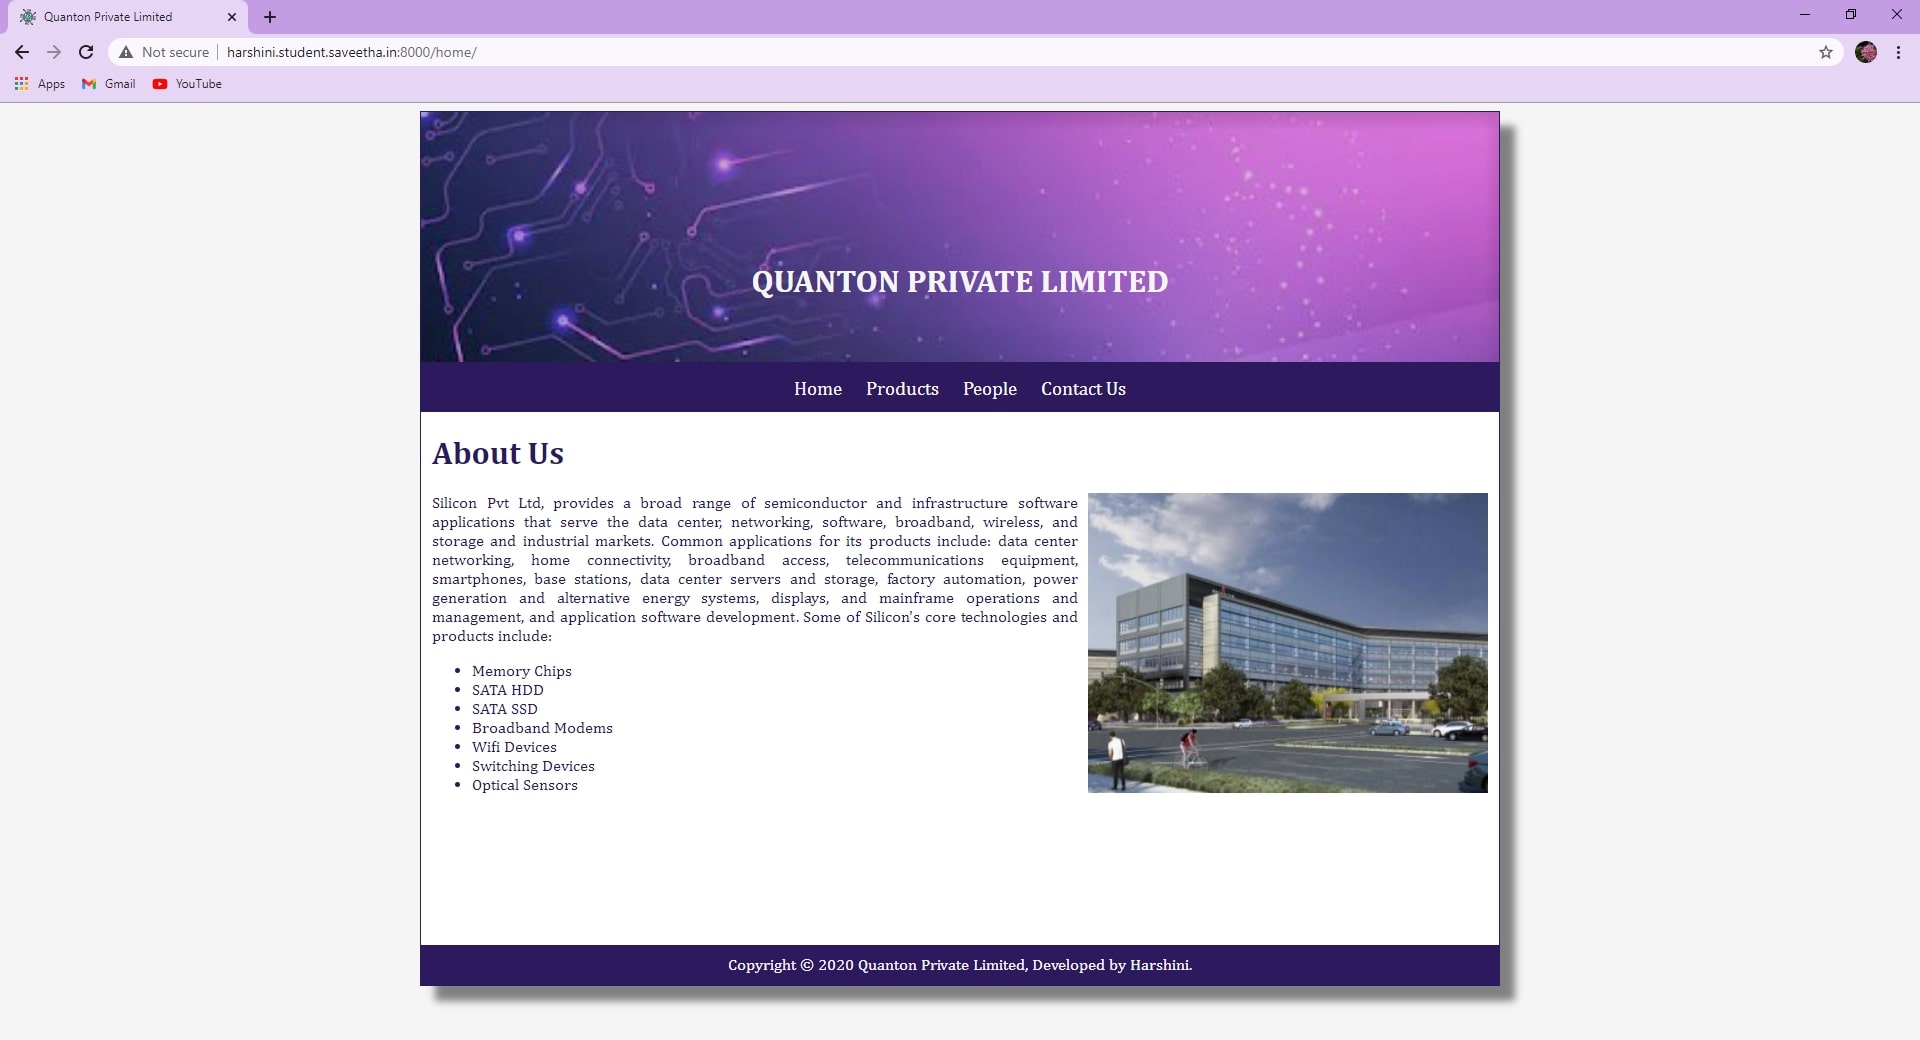 Quanton Private Limited
Not secure
harshini.student.saveetha.in:8000/home/
Apps
Gmail
YouTube
QUANTON PRIVATE LIMITED
Home Products People Contact Us
About Us
Silicon Pvt Ltd, provides a broad range of semiconductor and infrastructure software
applications that serve the data center, networking, software, broadband, wireless, and
storage and industrial markets. Common applications for its products include: data center
networking, home connectivity, broadband access, telecommunications equipment,
smartphones, base stations, data center servers and storage, factory automation, power
generation and alternative energy systems, displays, and mainframe operations and
management, and application software development. Some of Silicon's core technologies and
products include:
• Memory Chips
• SATA HDD
• SATA SSD
• Broadband Modems
• Wifi Devices
• Switching Devices
• Optical Sensors
Copyright © 2020 Quanton Private Limited, Developed by Harshini.